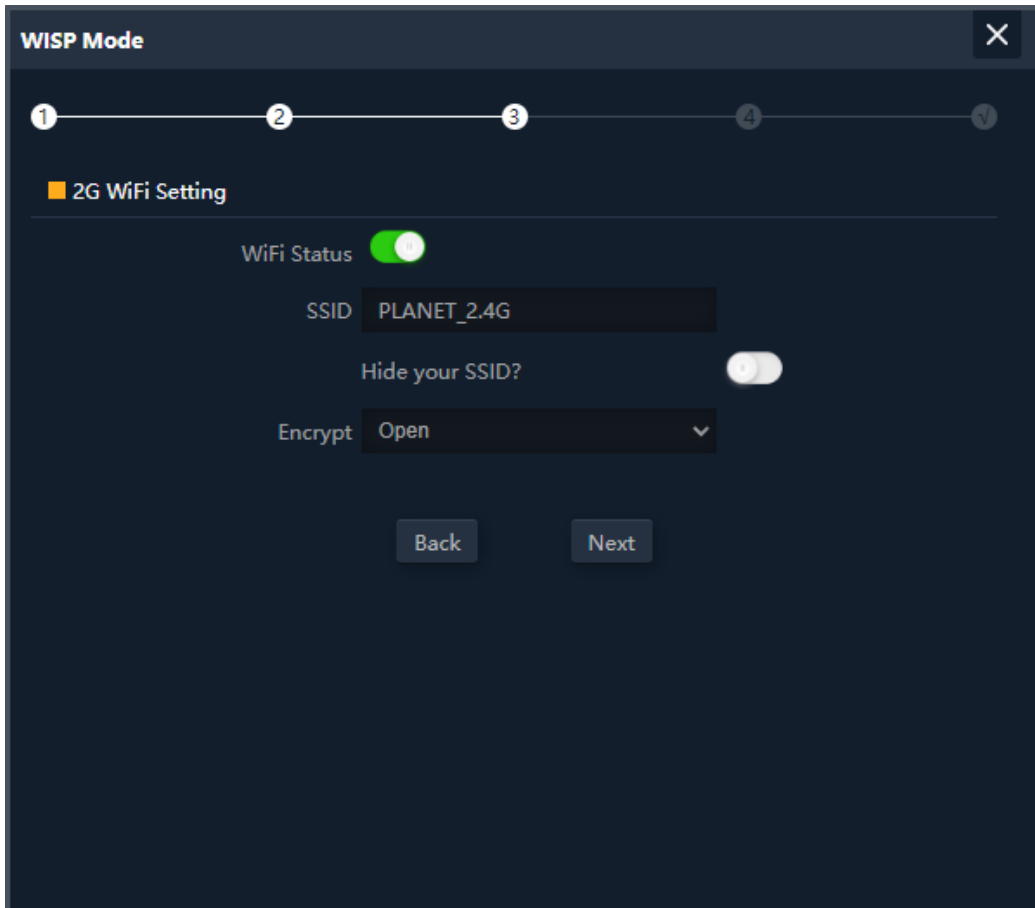 WISP Mode
1 2 3 4 √
2G WiFi Setting
WiFi Status
SSID PLANET_2.4G
Hide your SSID?
Encrypt Open
Back Next